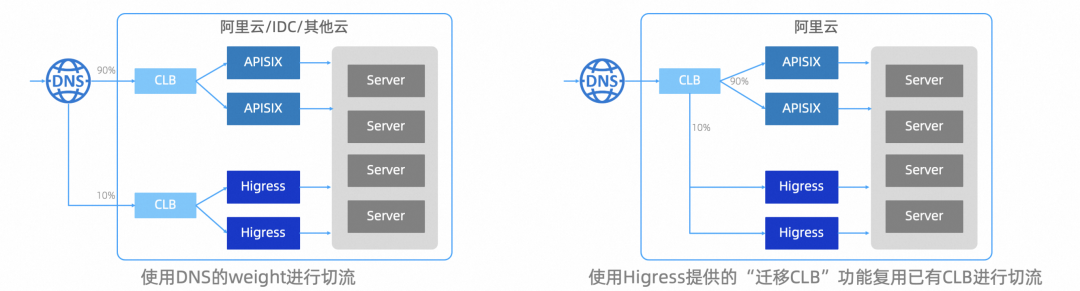 阿里云/IDC/其他云
DNS
90%
CLB
APISIX
APISIX
10%
CLB
Higress
Higress
Server
Server
Server
Server
使用DNS的weight进行切流
阿里云
DNS
CLB
90%
10%
APISIX
APISIX
Higress
Higress
Server
Server
Server
Server
使用Higress提供的“迁移CLB”功能复用已有CLB进行切流